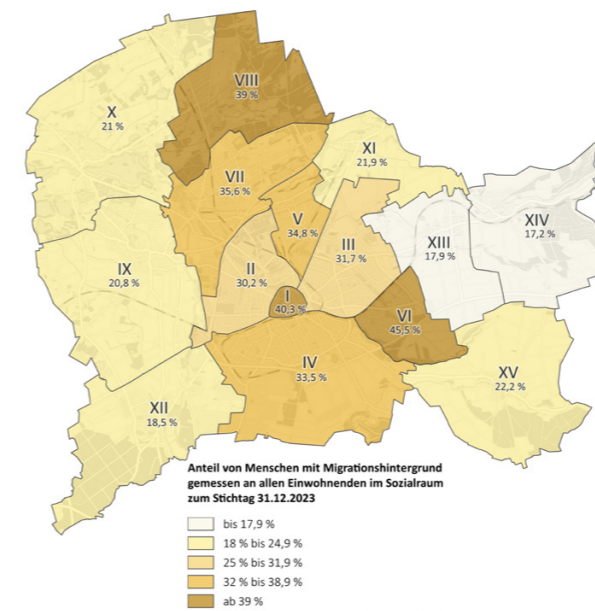 VIII
39 %
X
21 %
XI
21,9 %
VII
35,6 %
V
34,8 %
XIV
17,2 %
III
31,7 %
XIII
17,9 %
IX
20,8 %
II
30,2 %
I
40,3 %
VI
45,5 %
IV
33,5 %
XV
22,2 %
XII
18,5 %
Anteil von Menschen mit Migrationshintergrund
gemessen an allen Einwohnenden im Sozialraum
zum Stichtag 31.12.2023
bis 17,9 %
18 % bis 24,9 %
25 % bis 31,9 %
32 % bis 38,9 %
ab 39 %